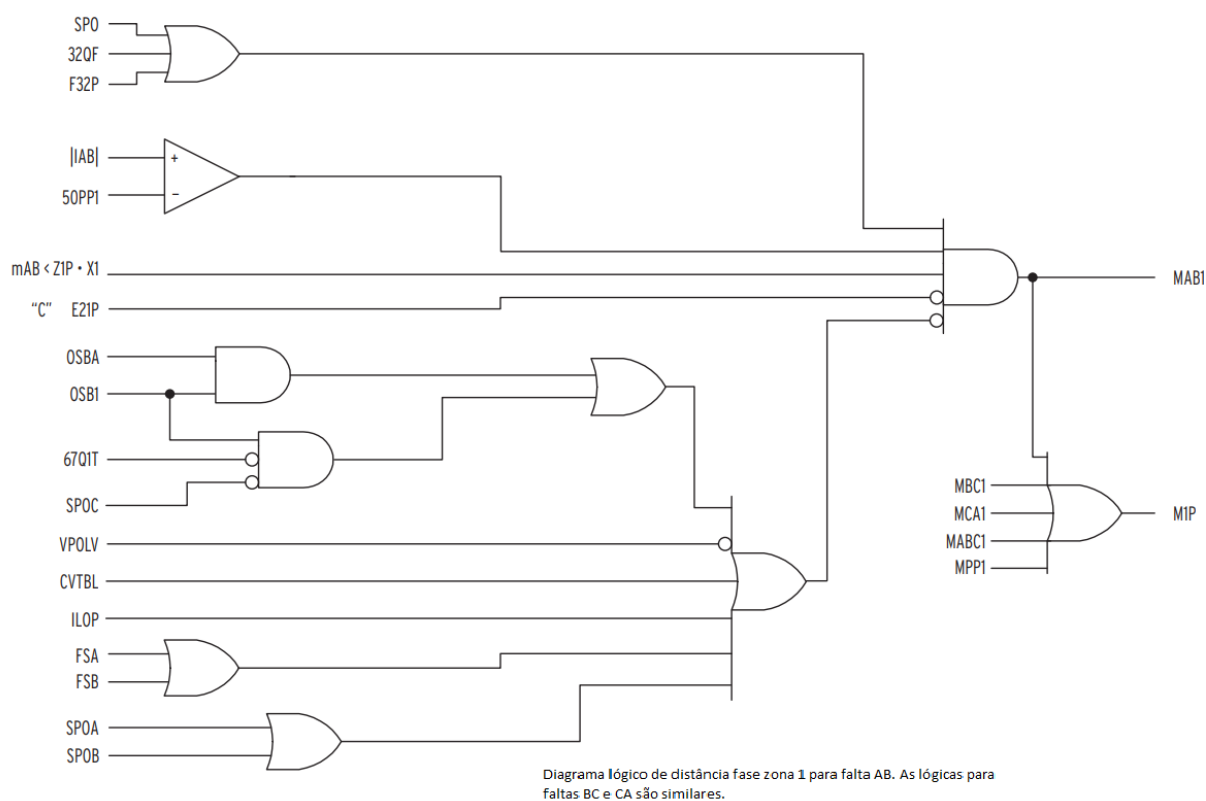 SPO
32QF
F32P
|IAB|
+
50PP1
–
mAB < Z1P • X1
“C” E21P
OSBA
OSB1
67Q1T
SPOC
VPOLV
CVTBL
ILOP
FSA
FSB
SPOA
SPOB
MAB1
MBC1
MCA1
MABC1
MPP1
M1P
Diagrama lógico de distância fase zona 1 para falta AB. As lógicas para
faltas BC e CA são similares.